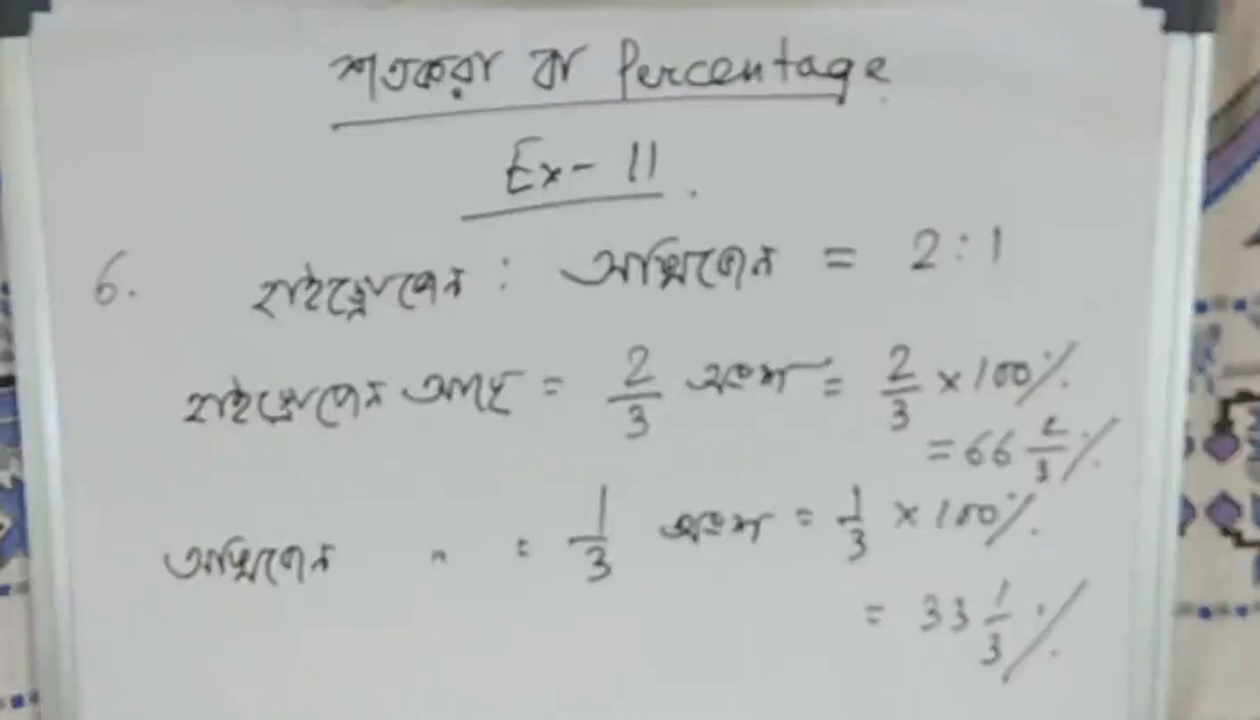 শতকরা বা Percentage
Ex- 11.
6. হাইড্রোজেন : অক্সিজেন = 2:1
হাইড্রোজেন আছে = 2/3 অংশ = 2/3 × 100%
= 66 2/3 %
অক্সিজেন " = 1/3 অংশ = 1/3 × 100%
= 33 1/3 %